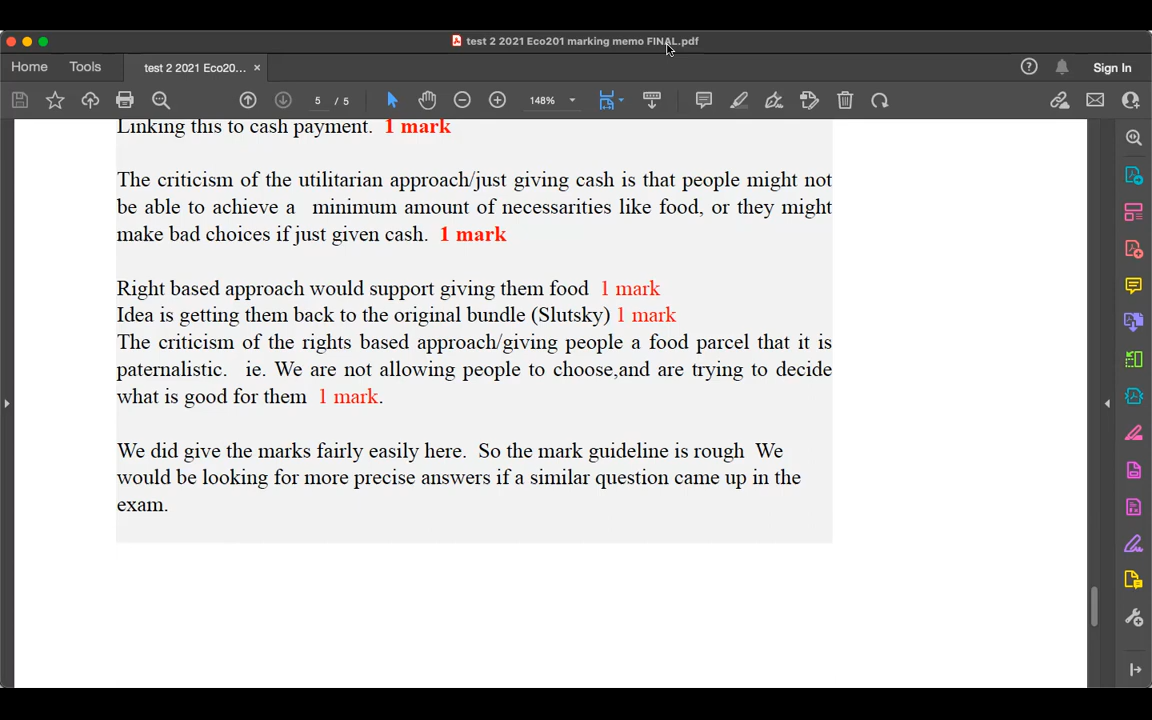 test 2 2021 Eco201 marking memo FINAL.pdf
Home Tools test 2 2021 Eco20... × Sign In
5 / 5 148%
Linking this to cash payment. 1 mark
The criticism of the utilitarian approach/just giving cash is that people might not
be able to achieve a minimum amount of necessarities like food, or they might
make bad choices if just given cash. 1 mark
Right based approach would support giving them food 1 mark
Idea is getting them back to the original bundle (Slutsky) 1 mark
The criticism of the rights based approach/giving people a food parcel that it is
paternalistic. ie. We are not allowing people to choose,and are trying to decide
what is good for them 1 mark.
We did give the marks fairly easily here. So the mark guideline is rough We
would be looking for more precise answers if a similar question came up in the
exam.